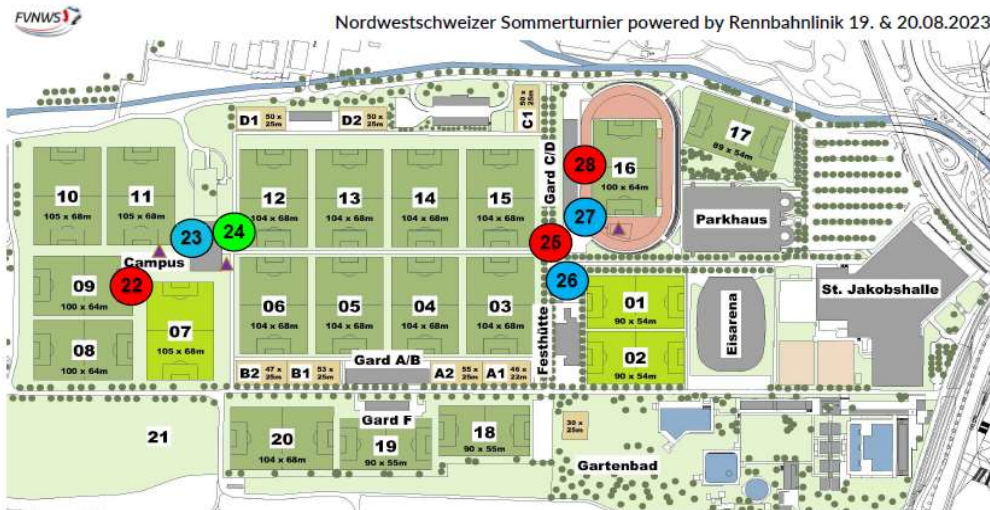 FVNWS
Nordwestschweizer Sommerturnier powered by Rennbahnlinik 19. & 20.08.2023
D1 50 x 25m
D2 50 x 25m
C1 50 x 25m
10
105 x 68m
11
105 x 68m
12
104 x 68m
13
104 x 68m
14
104 x 68m
15
104 x 68m
Gard C/D
28
16
100 x 64m
17
89 x 54m
27
Parkhaus
23
24
25
Campus
22
26
09
100 x 64m
08
100 x 64m
07
105 x 68m
06
104 x 68m
05
104 x 68m
04
104 x 68m
03
104 x 68m
Festhütte
01
90 x 54m
02
90 x 54m
Eisarena
St. Jakobshalle
B2 47 x 25m
B1 53 x 25m
Gard A/B
A2 55 x 25m
A1 46 x 22m
21
20
104 x 68m
Gard F
19
90 x 55m
18
90 x 55m
30 x 25m
Gartenbad